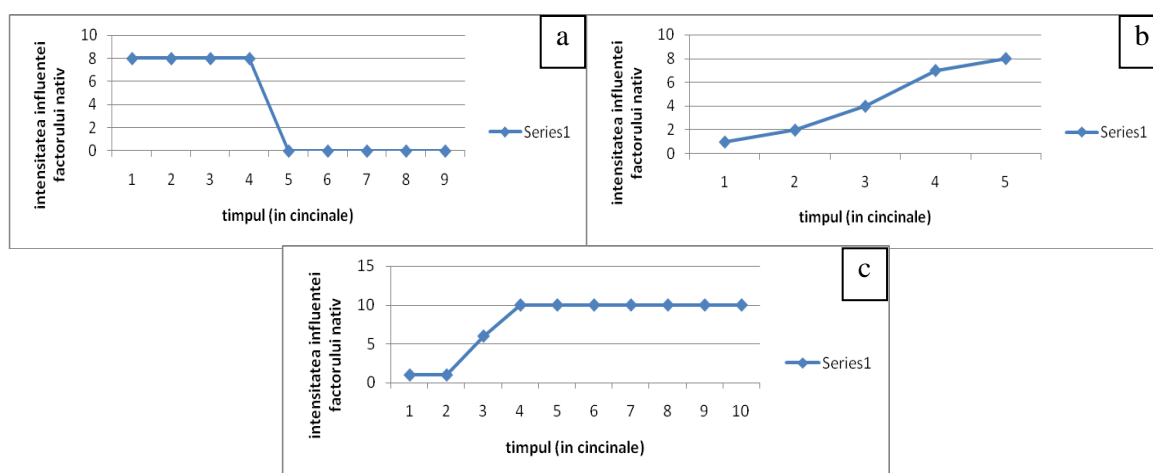 a
intensitatea influentei
factorului nativ
10
8
6
4
2
0
1 2 3 4 5 6 7 8 9
timpul (in cincinale)
Series1
b
intensitatea influentei
factorului nativ
10
8
6
4
2
0
1 2 3 4 5
timpul (in cincinale)
Series1
c
intensitatea influentei
factorului nativ
15
10
5
0
1 2 3 4 5 6 7 8 9 10
timpul (in cincinale)
Series1